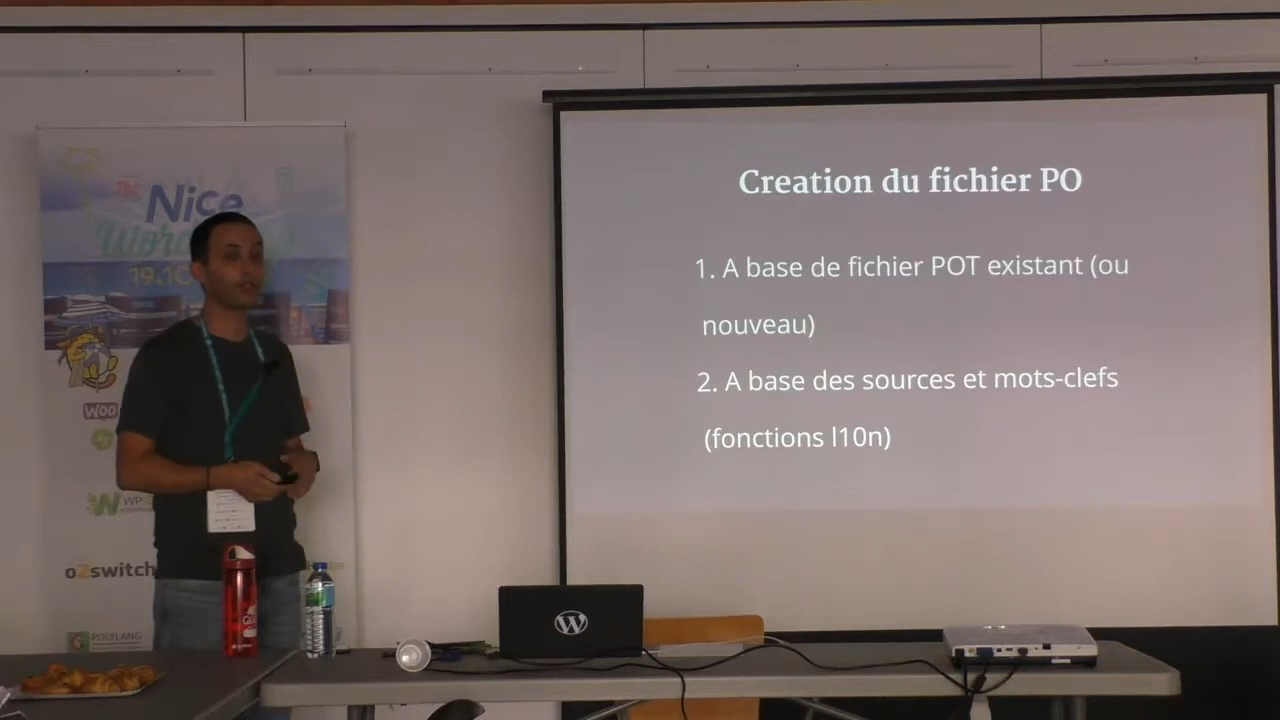 Nice
19.10
WOO
WP
o2switch
POLYLANG
Creation du fichier PO
1. A base de fichier POT existant (ou
nouveau)
2. A base des sources et mots-clefs
(fonctions l10n)